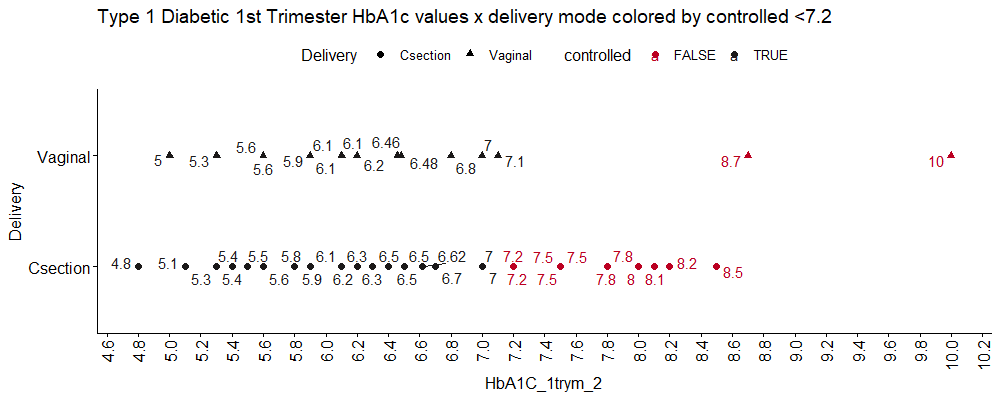 Type 1 Diabetic 1st Trimester HbA1c values x delivery mode colored by controlled <7.2
Delivery Csection Vaginal controlled a FALSE a TRUE
Delivery
Vaginal
5 5.3 5.6 5.6 5.9 6.1 6.1 6.1 6.2 6.46 6.48 6.8 7 7.1 8.7 10
Csection
4.8 5.1 5.3 5.4 5.4 5.5 5.6 5.8 5.9 6.1 6.2 6.3 6.3 6.5 6.5 6.5 6.62 6.7 7 7 7.2 7.2 7.5 7.5 7.5 7.8 7.8 8 8.1 8.2 8.5
4.6 4.8 5.0 5.2 5.4 5.6 5.8 6.0 6.2 6.4 6.6 6.8 7.0 7.2 7.4 7.6 7.8 8.0 8.2 8.4 8.6 8.8 9.0 9.2 9.4 9.6 9.8 10.0 10.2
HbA1C_1trym_2